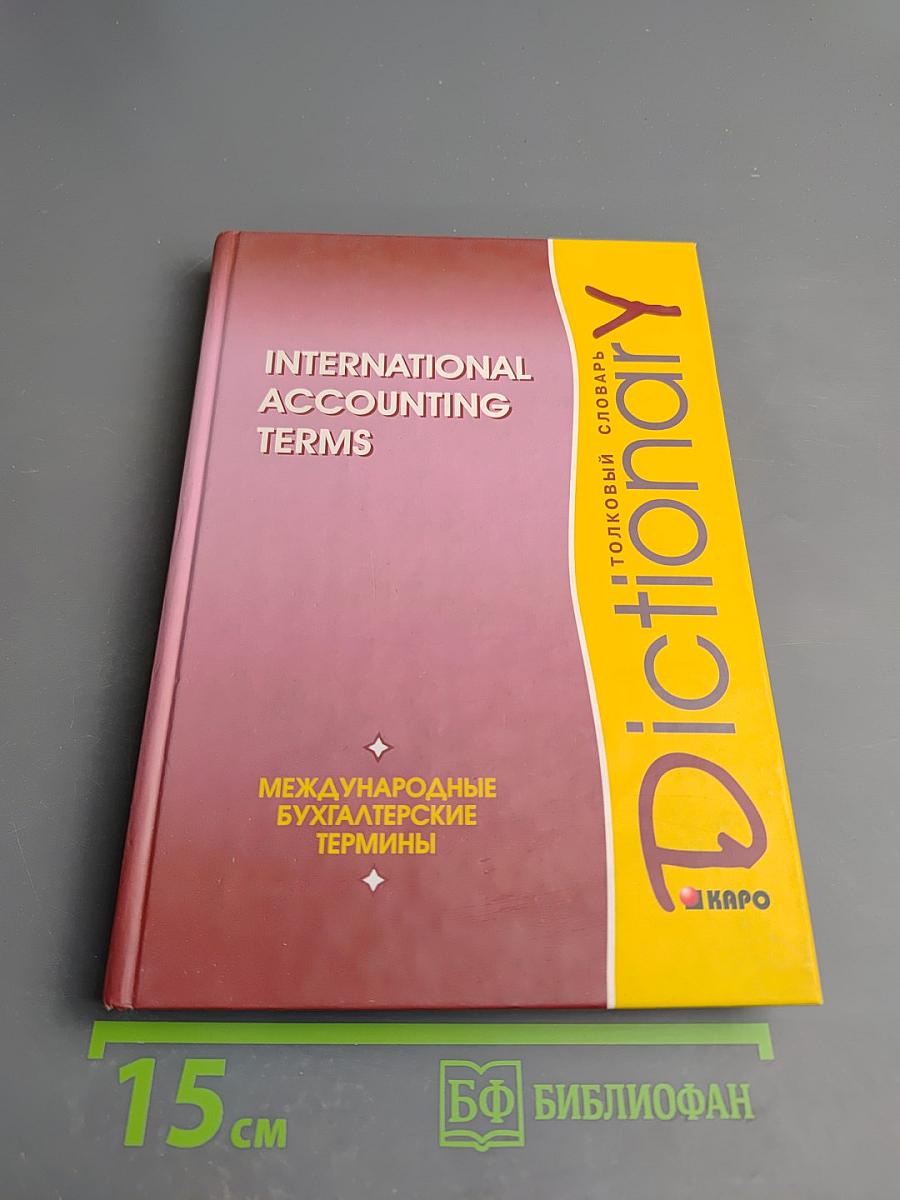 INTERNATIONAL
ACCOUNTING
TERMS
ТОЛКОВЫЙ СЛОВАРЬ
DictionarY
МЕЖДУНАРОДНЫЕ
БУХГАЛТЕРСКИЕ
ТЕРМИНЫ
КАРО
15 см
БФ БИБЛИОФАН